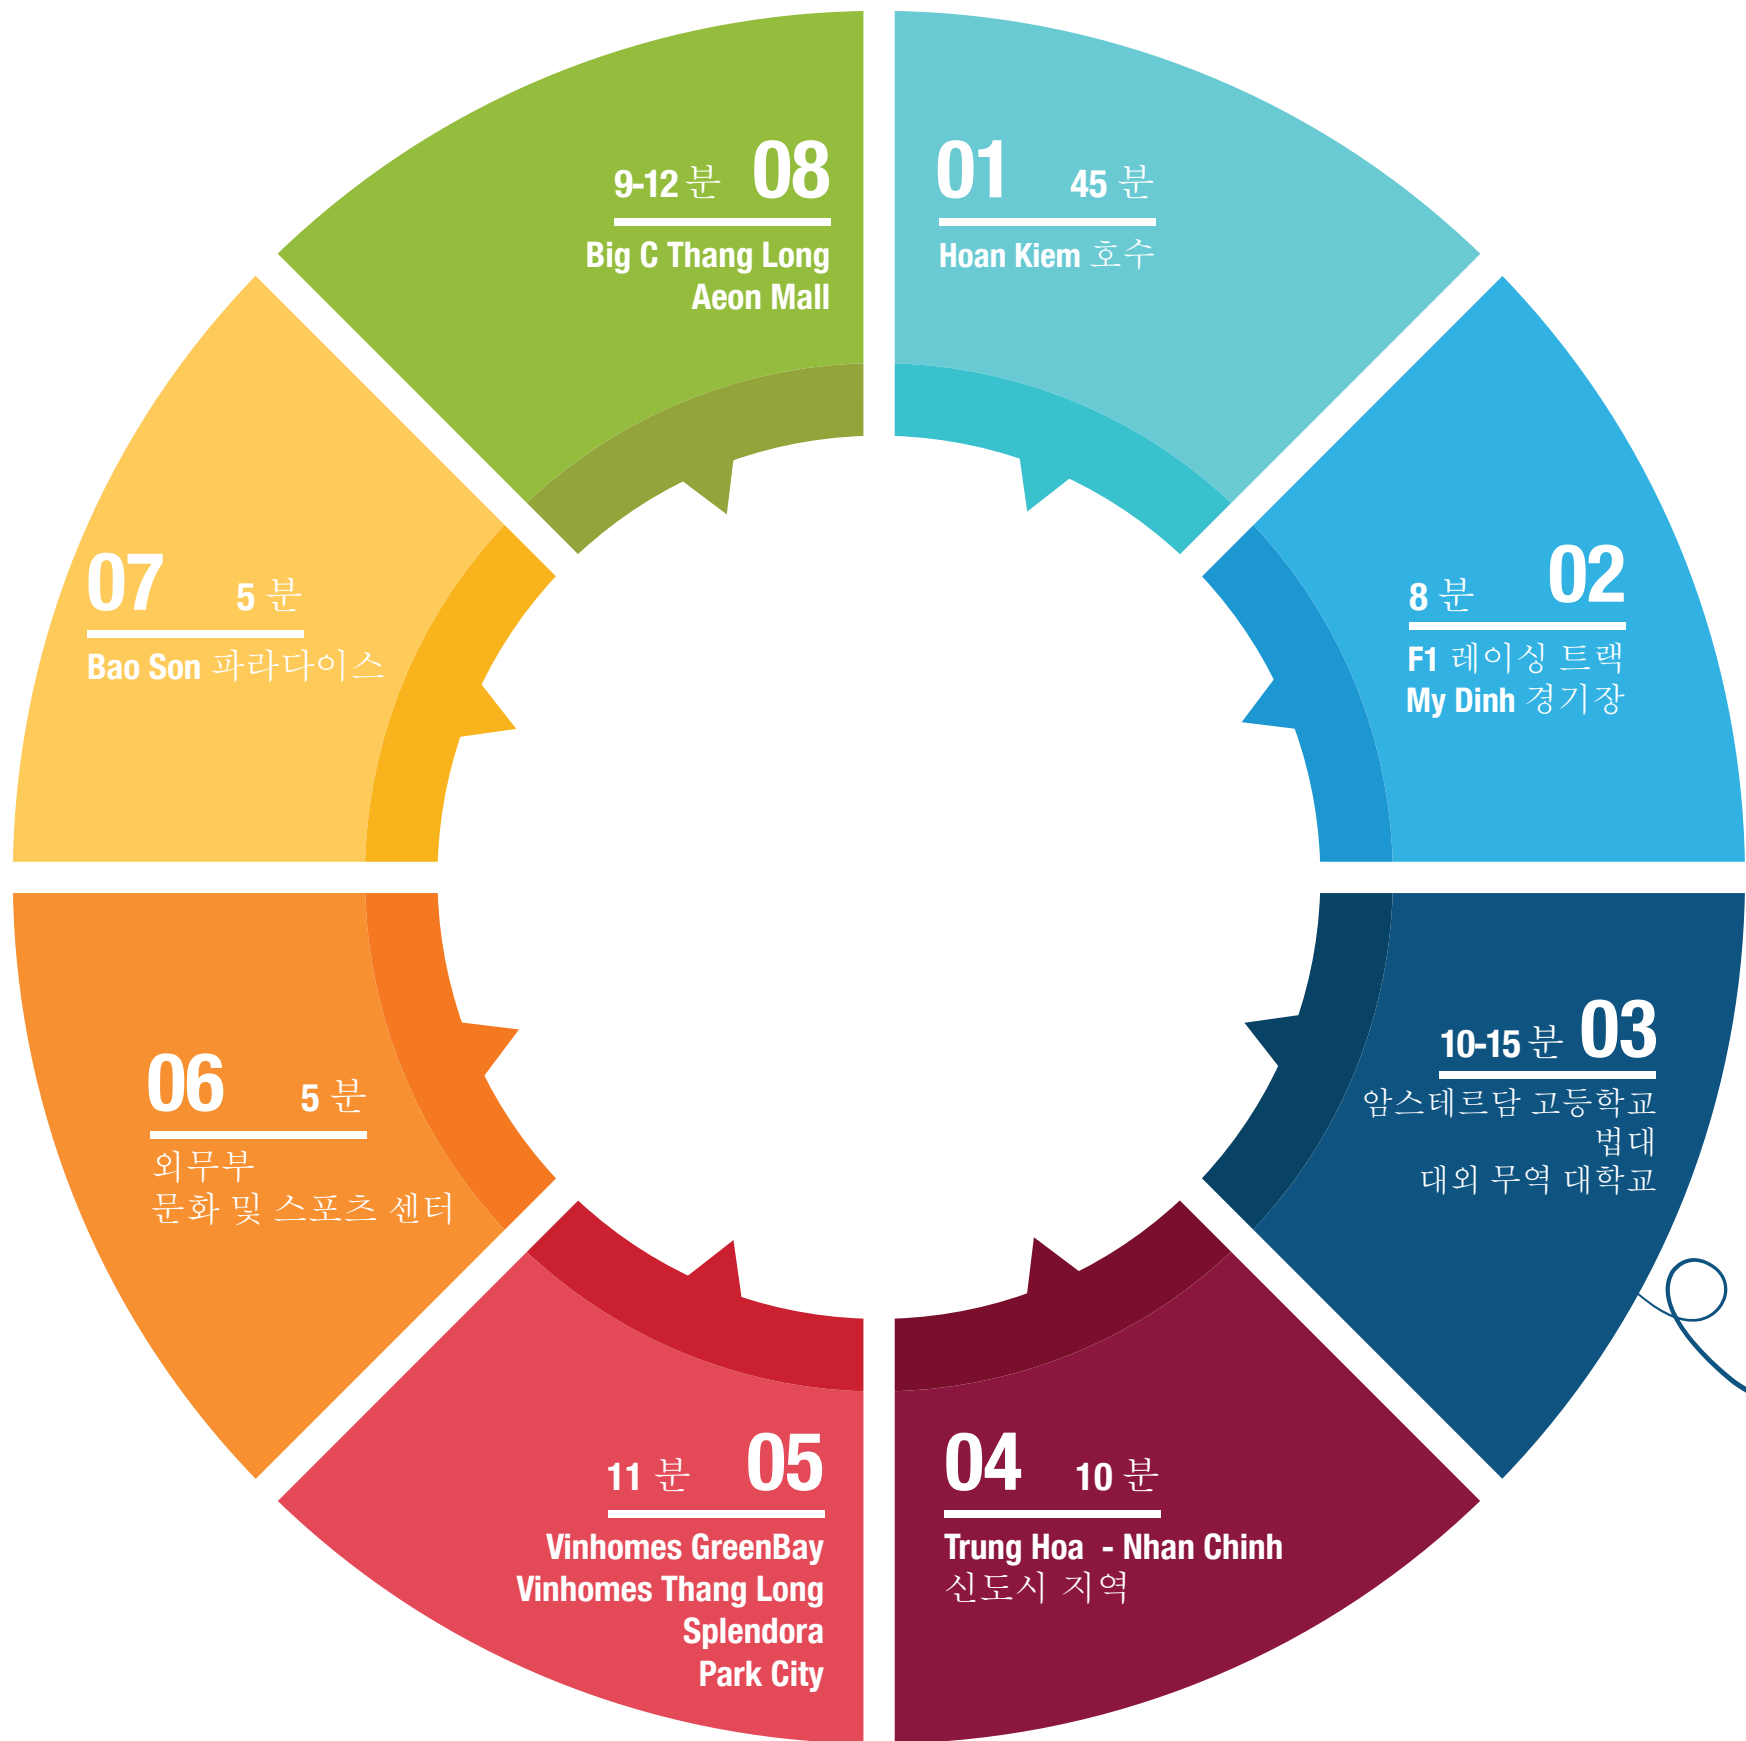 01 45 분
Hoan Kiem 호수
8 분 02
F1 레이싱 트랙
My Dinh 경기장
10-15 분 03
암스테르담 고등학교
법대
대외 무역 대학교
04 10 분
Trung Hoa - Nhan Chinh
신도시 지역
11 분 05
Vinhomes GreenBay
Vinhomes Thang Long
Splendora
Park City
06 5 분
외무부
문화 및 스포츠 센터
07 5 분
Bao Son 파라다이스
9-12 분 08
Big C Thang Long
Aeon Mall